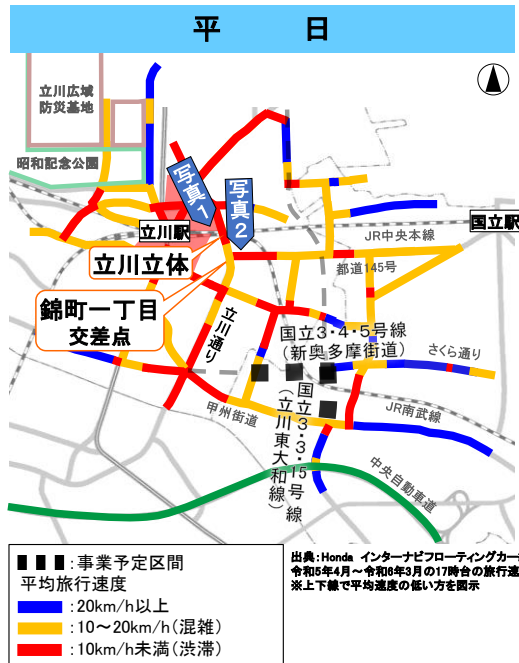 平 日
立川広域
防災基地
昭和記念公園
写真1
写真2
立川駅
国立駅
JR中央本線
立川立体
都道145号
錦町一丁目
交差点
立川通り
国立3・4・5号線
(新奥多摩街道)
さくら通り
国立3・3・15号線
(立川東大和線)
甲州街道
JR南武線
中央自動車道
:事業予定区間
平均旅行速度
:20km/h以上
:10～20km/h(混雑)
:10km/h未満(渋滞)
出典:Honda インターナビフローティングカー
令和5年4月～令和6年3月の17時台の旅行速
※上下線で平均速度の低い方を図示